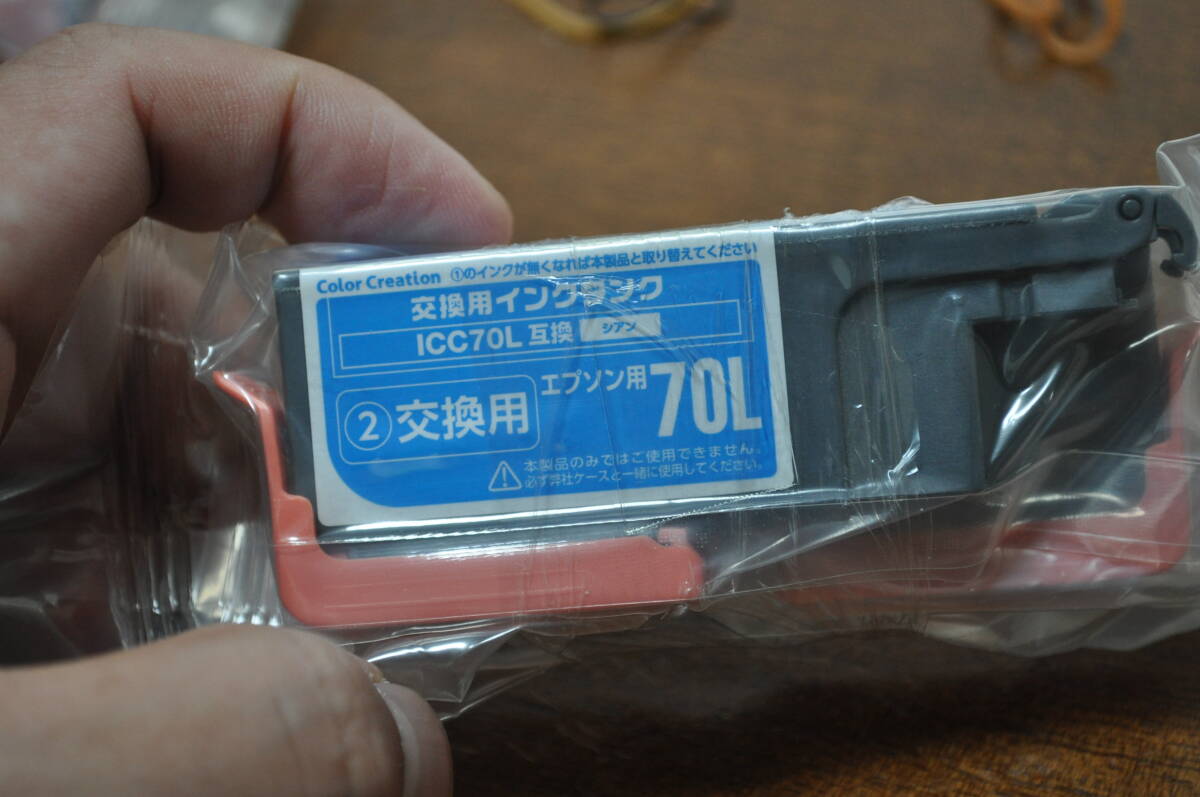 Color Creation ①のインクが無くなれば本製品と取り替えてください
交換用インクタンク
ICC70L 互換 シアン
②交換用 エプソン用 70L
本製品のみではご使用できません。
必ず弊社ケースと一緒に使用してください。